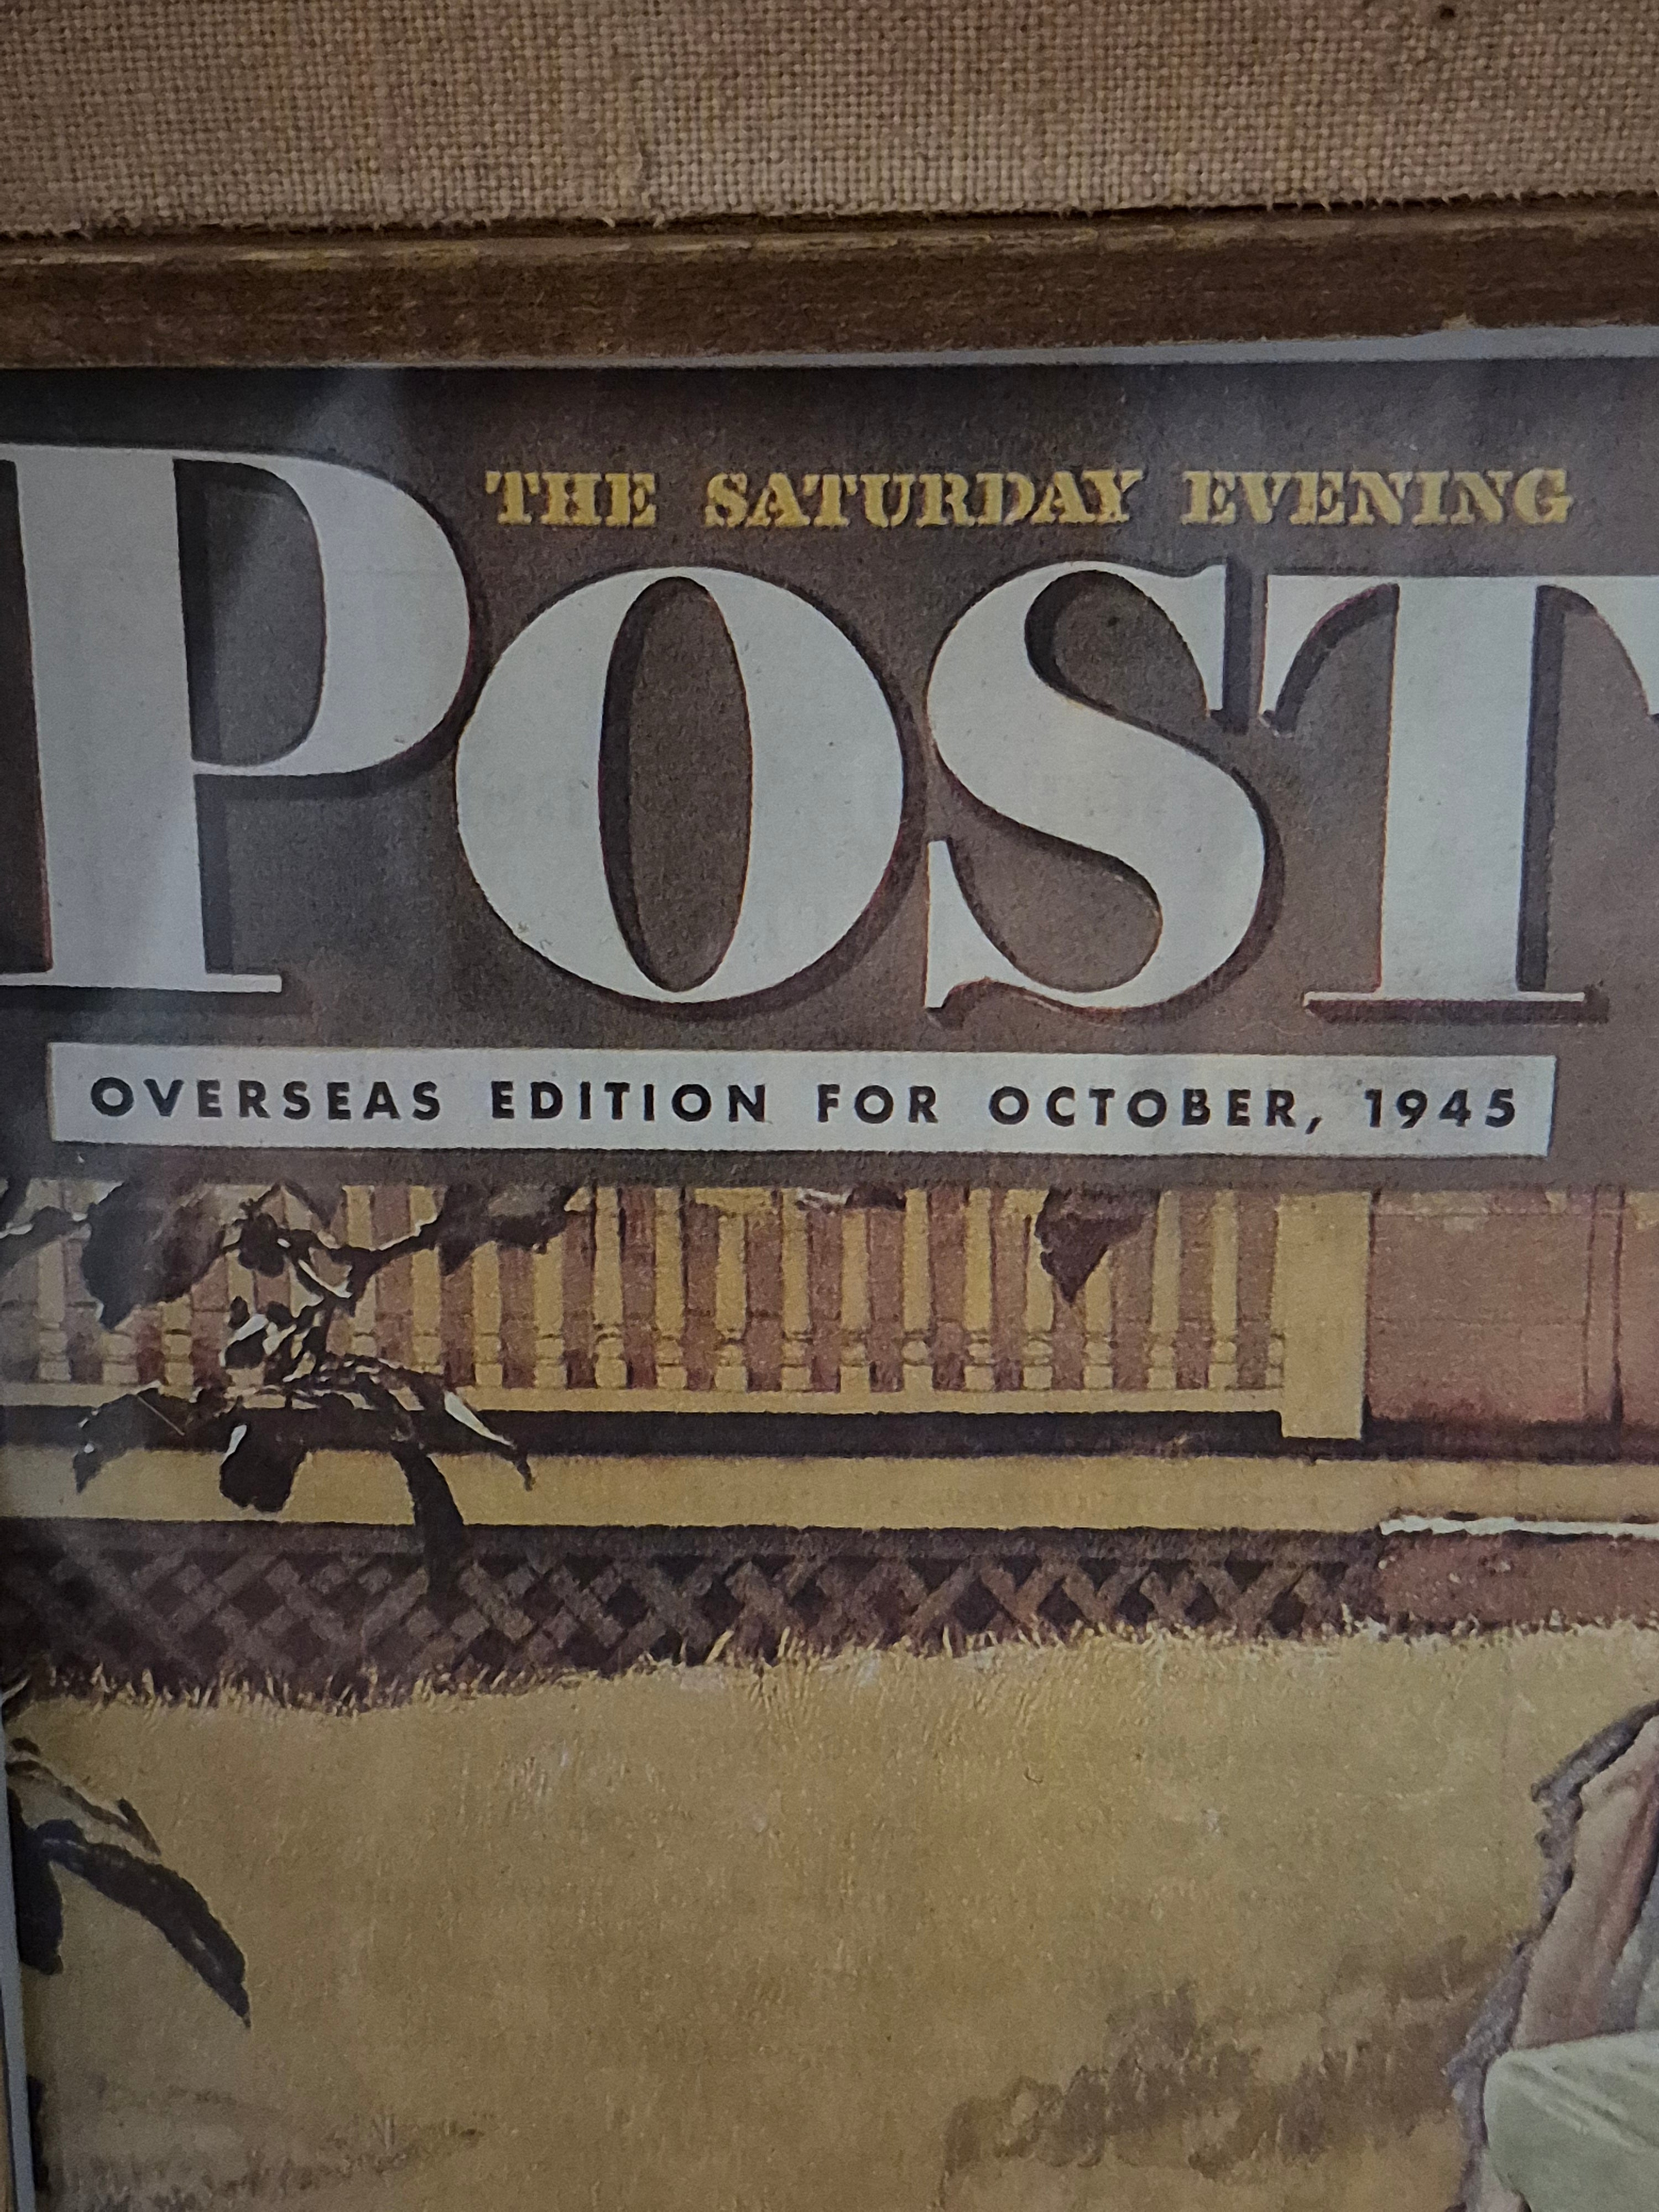 THE SATURDAY EVENING
POST
OVERSEAS EDITION FOR OCTOBER, 1945